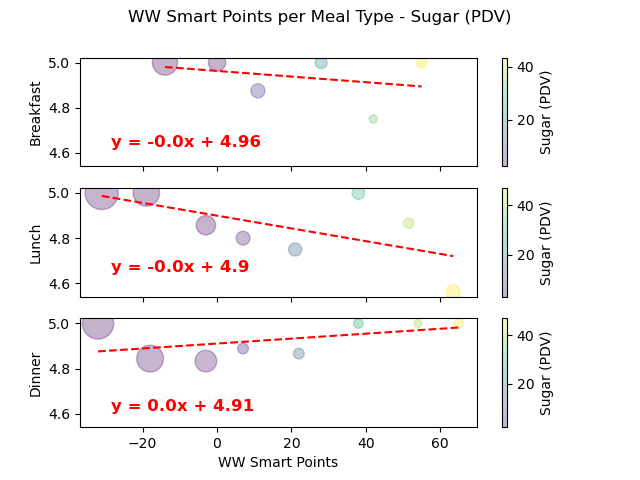 WW Smart Points per Meal Type - Sugar (PDV)
5.0
4.8
4.6
Breakfast
y = -0.0x + 4.96
40
20
Sugar (PDV)
5.0
4.8
4.6
Lunch
y = -0.0x + 4.9
40
20
Sugar (PDV)
5.0
4.8
4.6
Dinner
y = 0.0x + 4.91
40
20
Sugar (PDV)
−20 0 20 40 60
WW Smart Points